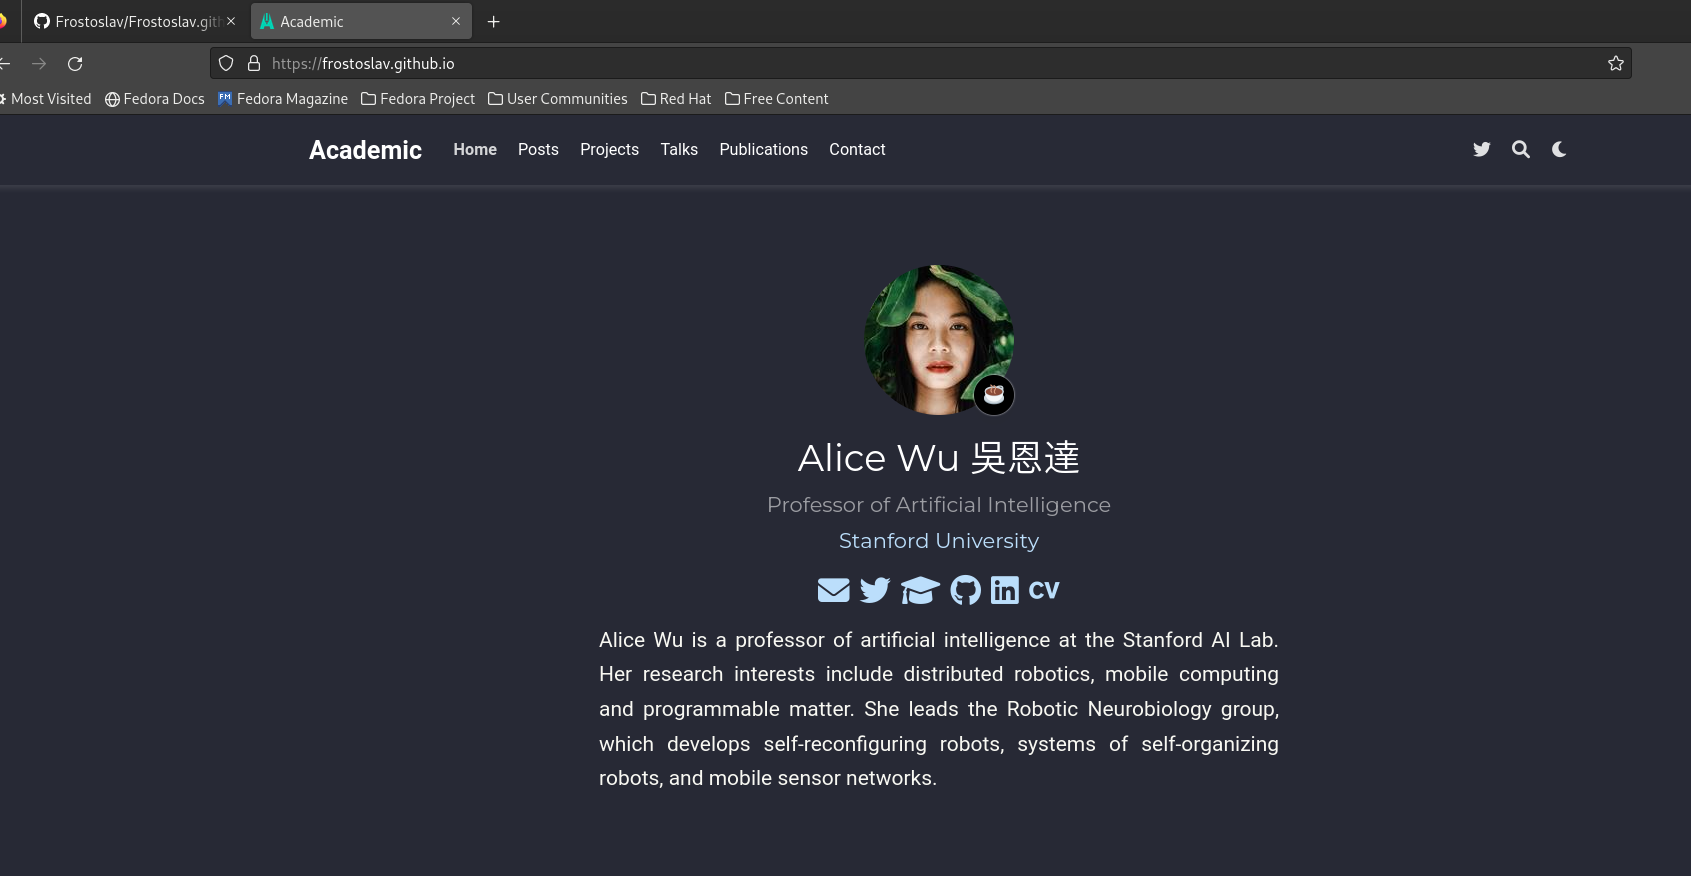 Frostoslav/Frostoslav.gith
Academic
https://frostoslav.github.io
Most Visited Fedora Docs FM Fedora Magazine Fedora Project User Communities Red Hat Free Content
Academic Home Posts Projects Talks Publications Contact
Alice Wu 吳恩達
Professor of Artificial Intelligence
Stanford University
in CV
Alice Wu is a professor of artificial intelligence at the Stanford AI Lab.
Her research interests include distributed robotics, mobile computing
and programmable matter. She leads the Robotic Neurobiology group,
which develops self-reconfiguring robots, systems of self-organizing
robots, and mobile sensor networks.